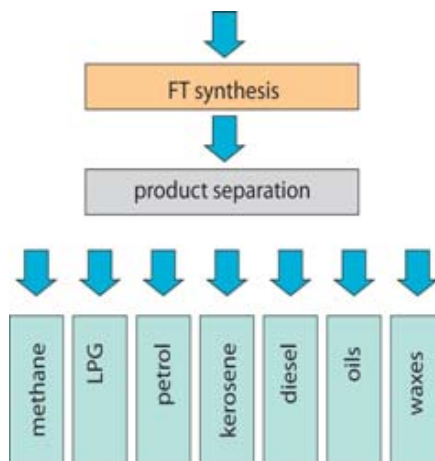 FT synthesis
product separation
methane
LPG
petrol
kerosene
diesel
oils
waxes